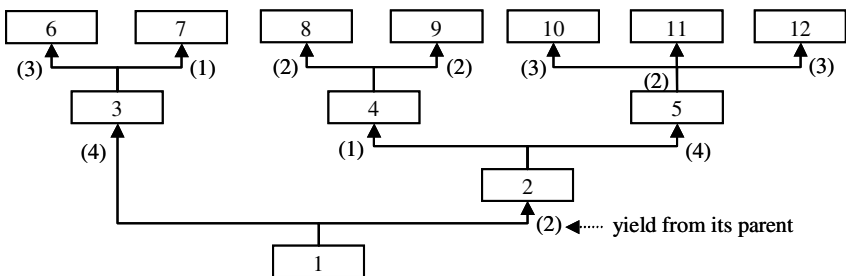 6 7 8 9 10 11 12
(3) (1) (2) (2) (3) (2) (3)
3 4 5
(4) (1) (4)
2
(2) yield from its parent
1